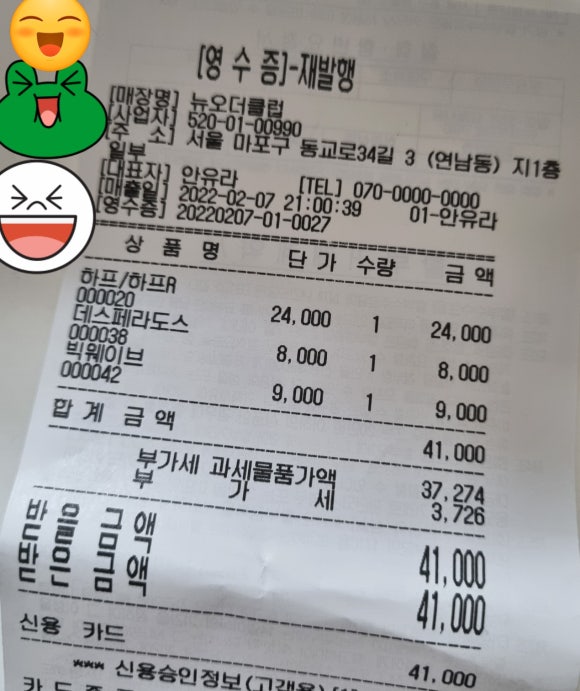 [영 수 증]-재발행
[매장명] 뉴오더클럽
[사업자] 520-01-00990
[주 소] 서울 마포구 동교로34길 3 (연남동) 지1층
일부
[대표자] 안유라 [TEL] 070-0000-0000
[매출일] 2022-02-07 21:00:39 01-안유라
[영수증] 20220207-01-0027
상 품 명 단 가 수량 금 액
하프/하프R
000020 24,000 1 24,000
데스페라도스
000038 8,000 1 8,000
빅웨이브
000042 9,000 1 9,000
합 계 금 액 41,000
부가세 과세물품가액 37,274
부 가 세 3,726
받을금액 41,000
받은금액 41,000
신용 카드 41,000
*** 신용승인정보(고객용)